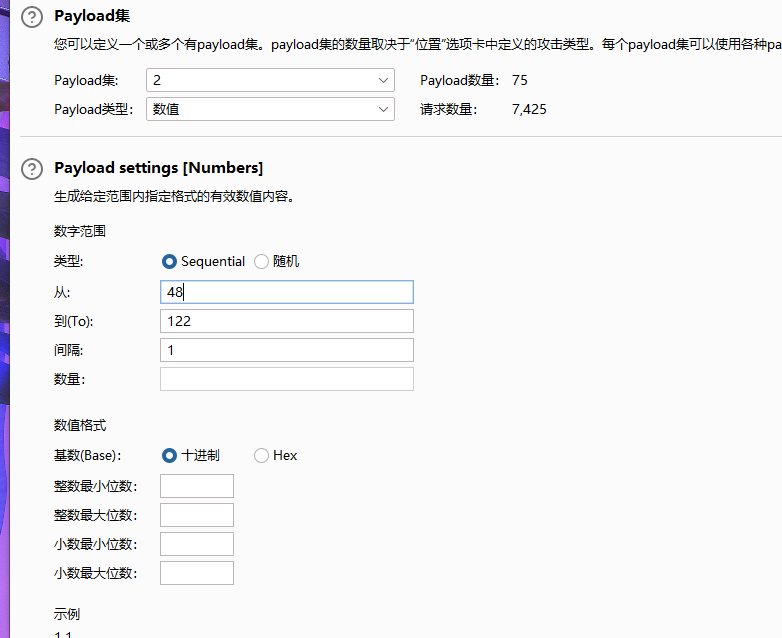 Payload集
您可以定义一个或多个有payload集。payload集的数量取决于“位置”选项卡中定义的攻击类型。每个payload集可以使用各种pa
Payload集: 2 Payload数量: 75
Payload类型: 数值 请求数量: 7,425
Payload settings [Numbers]
生成给定范围内指定格式的有效数值内容。
数字范围
类型: Sequential 随机
从: 48
到(To): 122
间隔: 1
数量:
数值格式
基数(Base): 十进制 Hex
整数最小位数:
整数最大位数:
小数最小位数:
小数最大位数:
示例
1.1